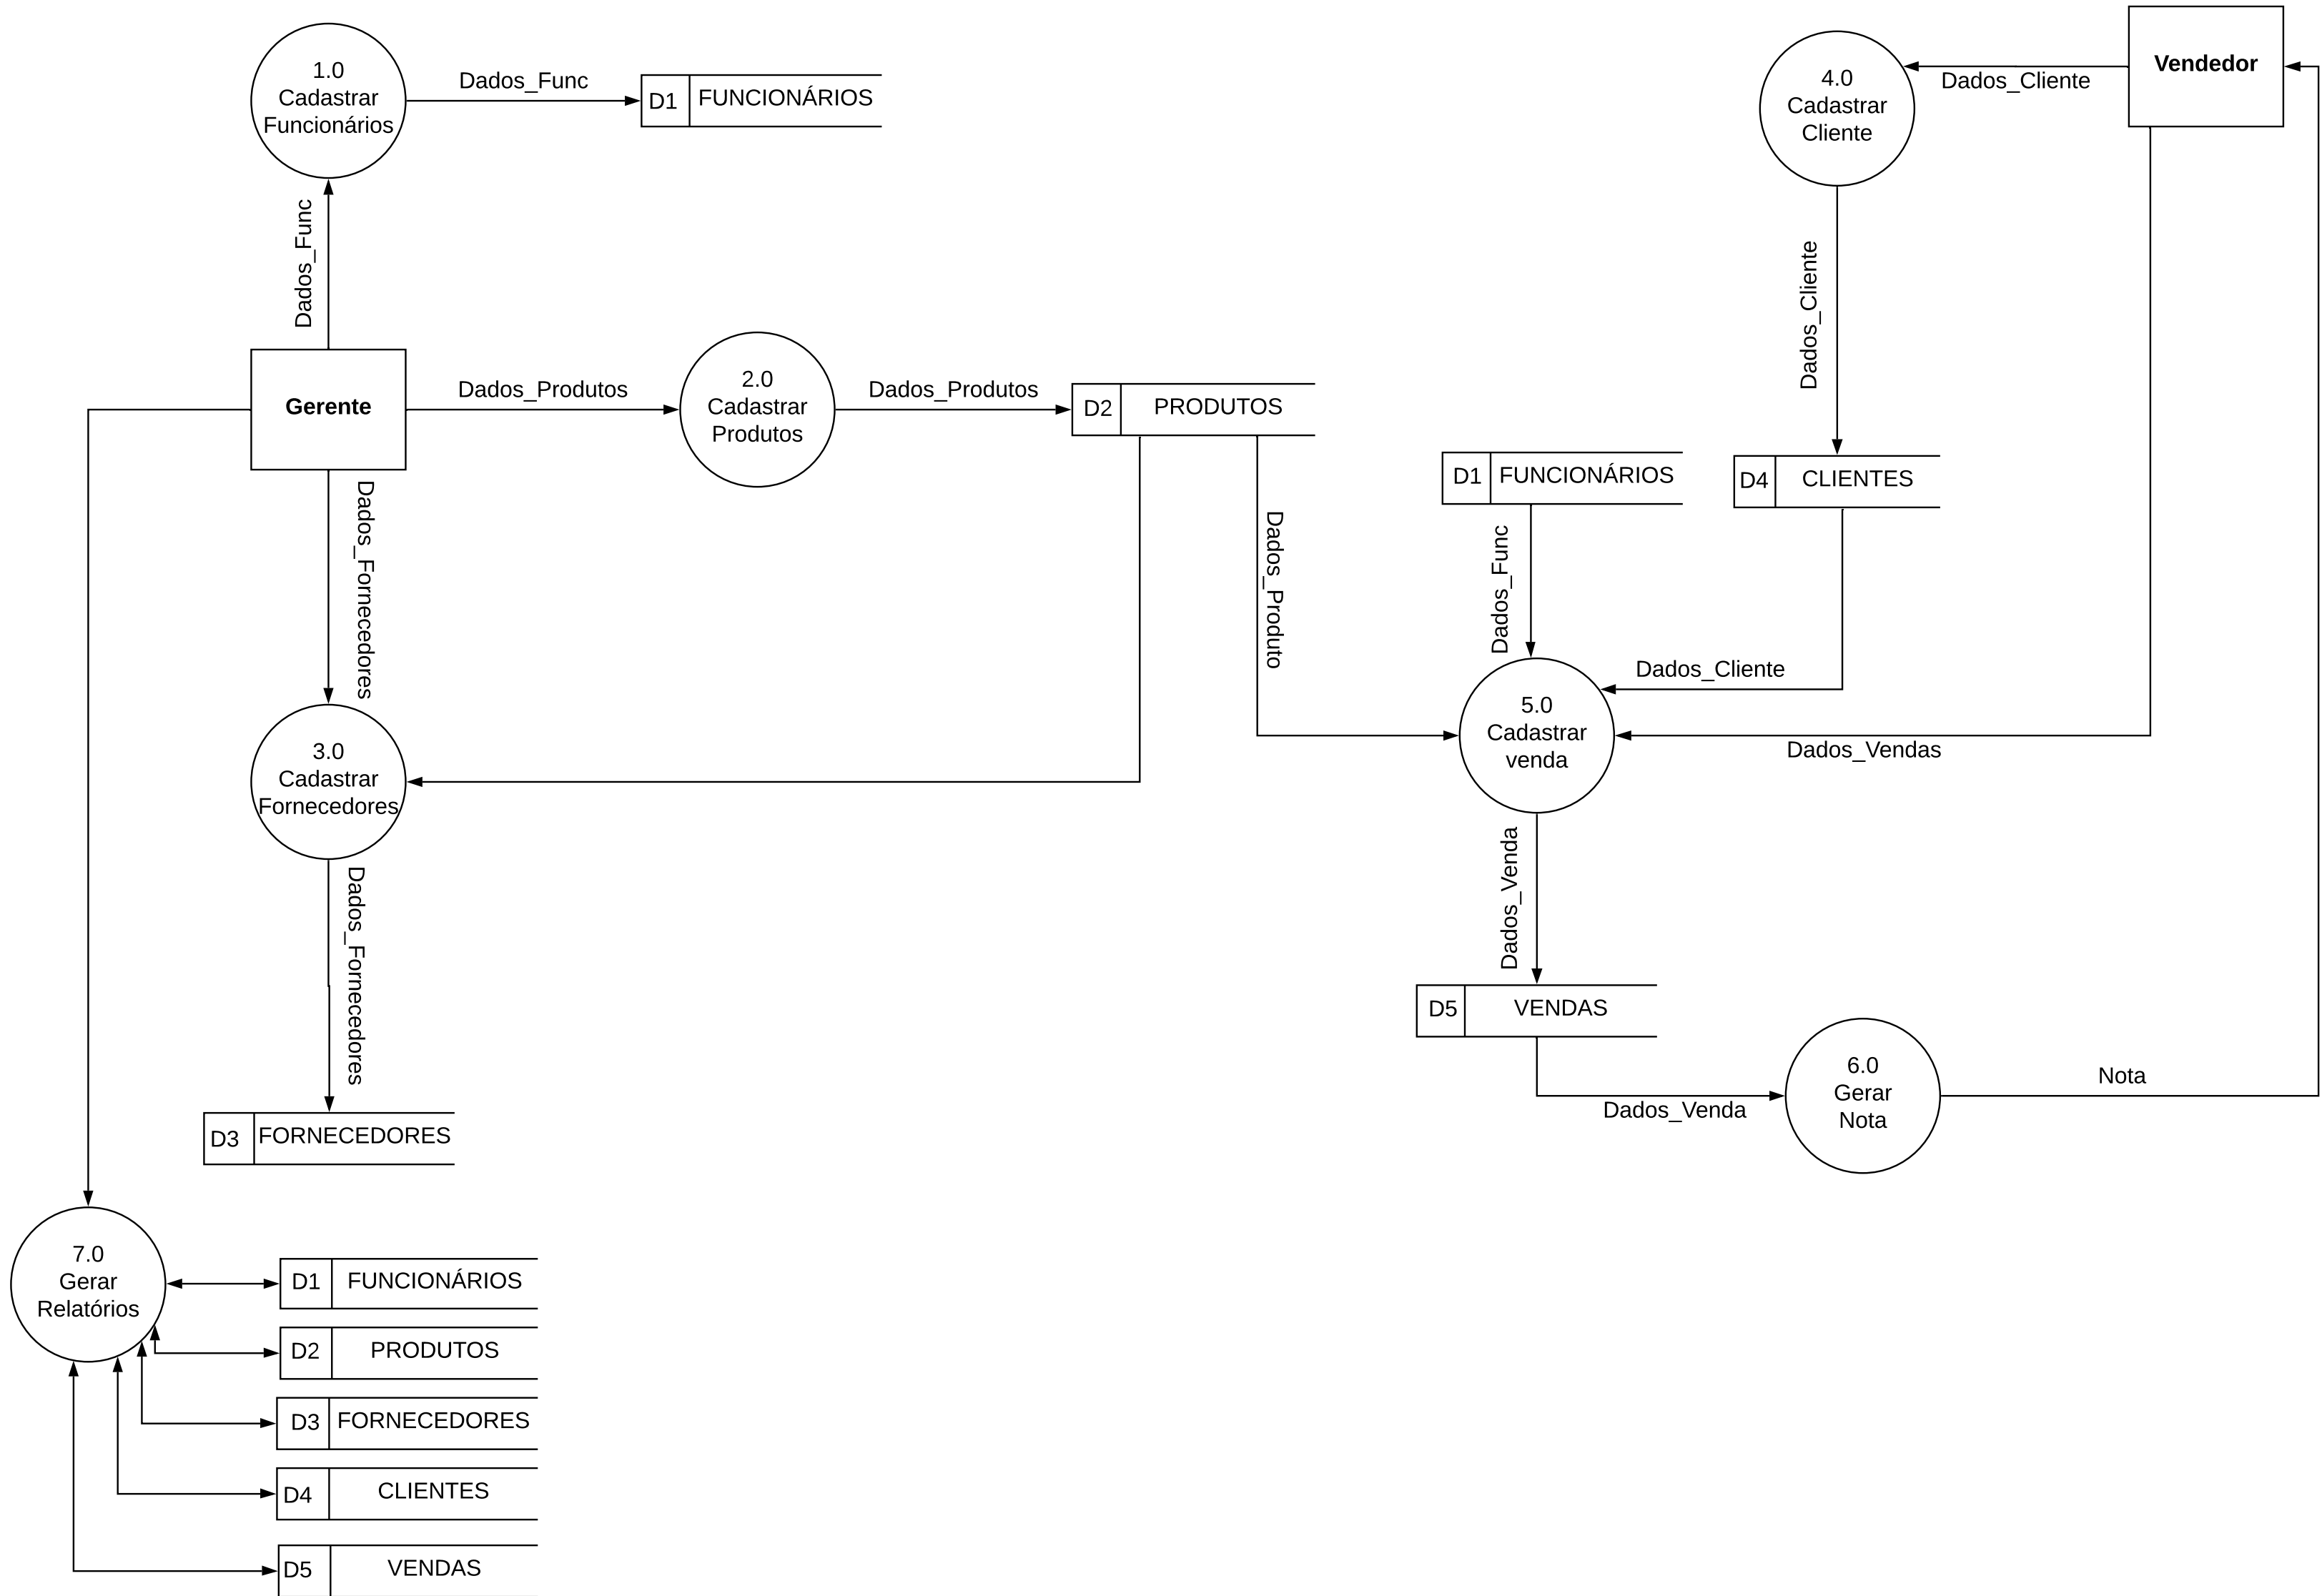 1.0
Cadastrar
Funcionários
Dados_Func
D1
FUNCIONÁRIOS
4.0
Cadastrar
Cliente
Dados_Cliente
Vendedor
Dados_Func
Dados_Cliente
Gerente
Dados_Produtos
2.0
Cadastrar
Produtos
Dados_Produtos
D2
PRODUTOS
D1
FUNCIONÁRIOS
D4
CLIENTES
Dados_Fornecedores
Dados_Produto
Dados_Func
Dados_Cliente
3.0
Cadastrar
Fornecedores
5.0
Cadastrar
venda
Dados_Vendas
Dados_Fornecedores
Dados_Venda
D5
VENDAS
Dados_Venda
6.0
Gerar
Nota
Nota
D3
FORNECEDORES
7.0
Gerar
Relatórios
D1
FUNCIONÁRIOS
D2
PRODUTOS
D3
FORNECEDORES
D4
CLIENTES
D5
VENDAS